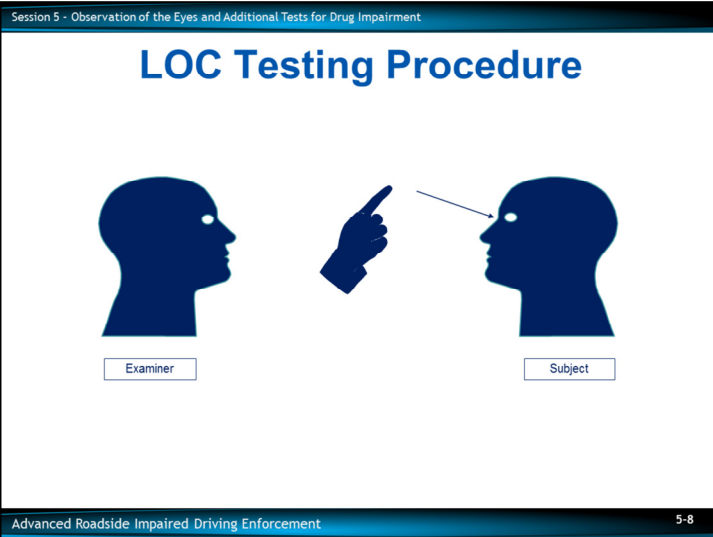 Session 5 - Observation of the Eyes and Additional Tests for Drug Impairment
LOC Testing Procedure
Examiner
Subject
Advanced Roadside Impaired Driving Enforcement
5-8